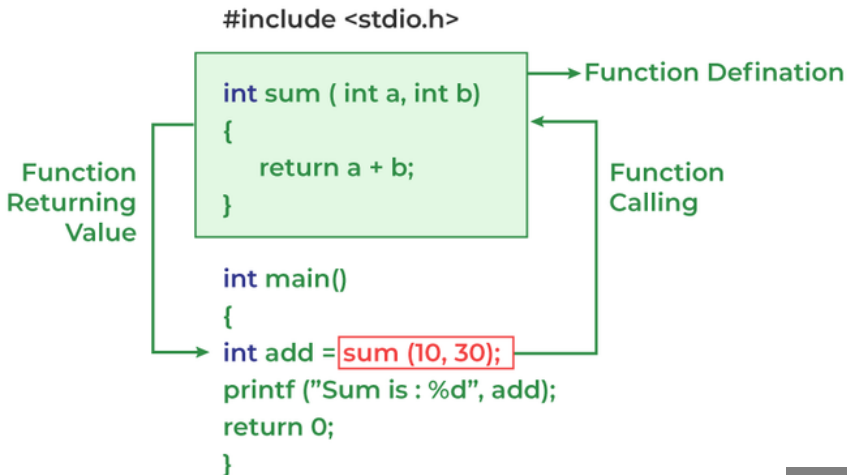 #include <stdio.h>
int sum ( int a, int b)
{
return a + b;
}
Function Defination
Function
Returning
Value
Function
Calling
int main()
{
int add = sum (10, 30);
printf (”Sum is : %d”, add);
return 0;
}